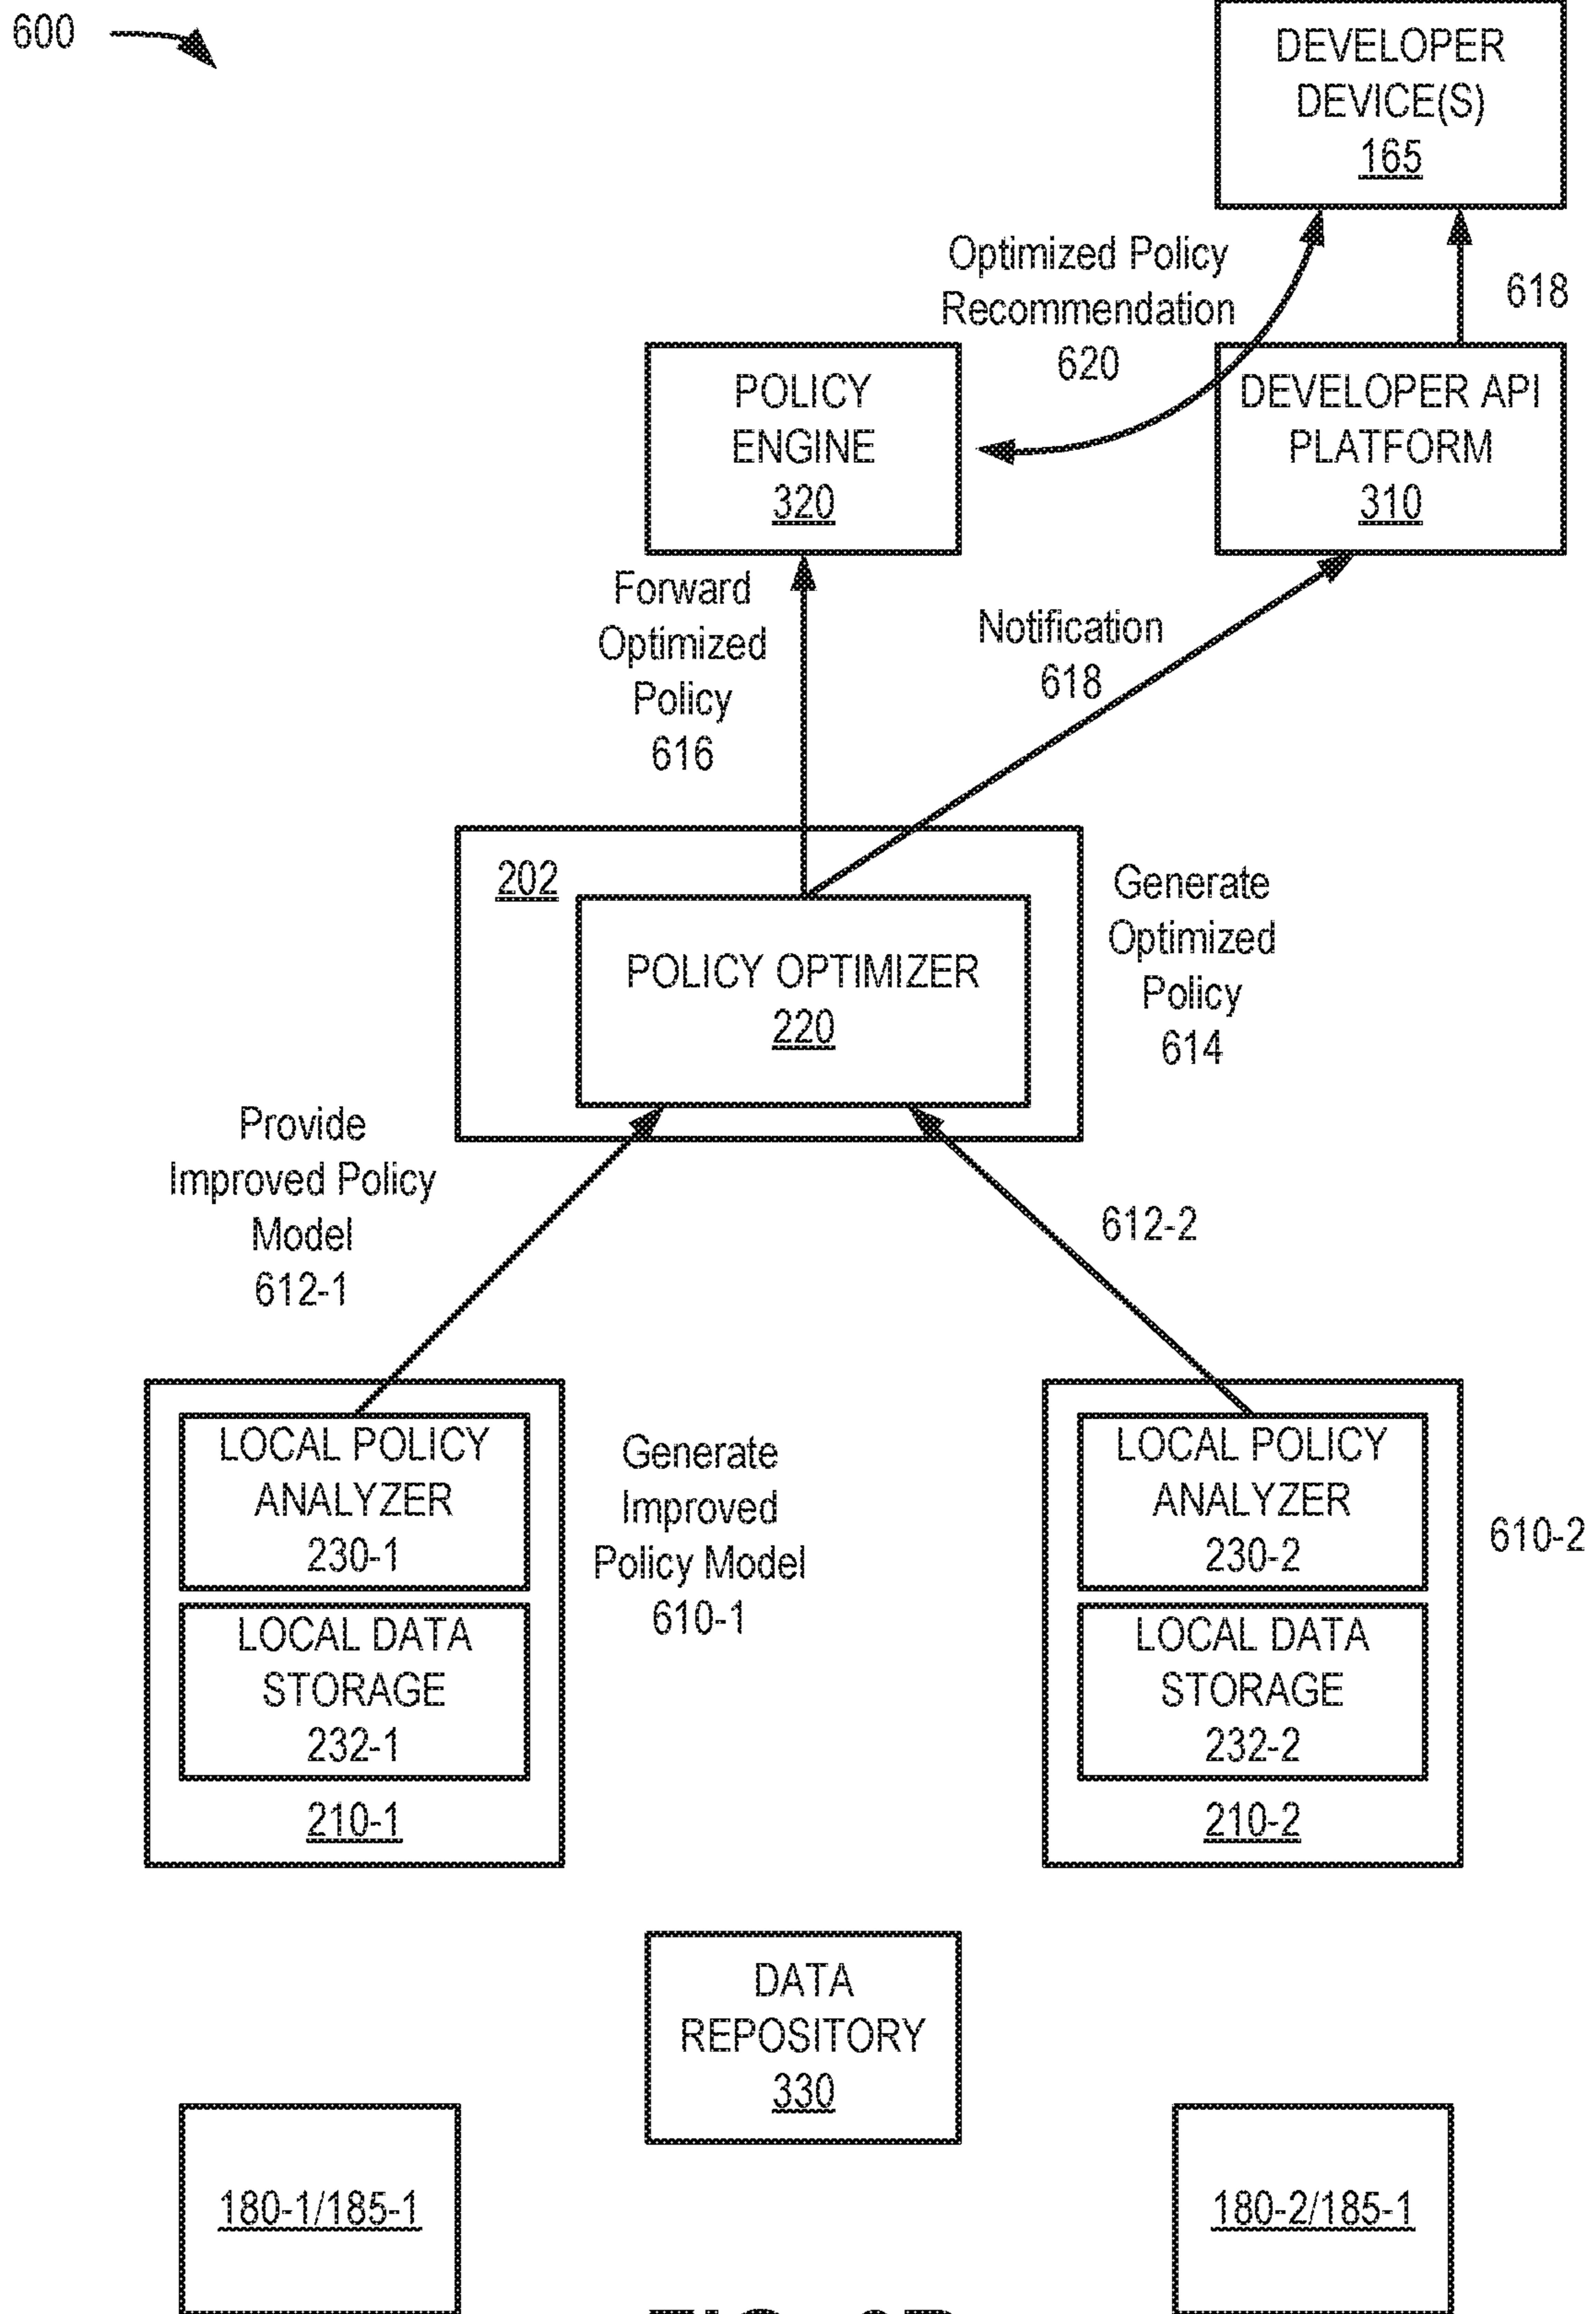 600
DEVELOPER
DEVICE(S)
165
Optimized Policy
Recommendation
620
618
POLICY
ENGINE
320
DEVELOPER API
PLATFORM
310
Forward
Optimized
Policy
616
Notification
618
202
POLICY OPTIMIZER
220
Generate
Optimized
Policy
614
Provide
Improved Policy
Model
612-1
612-2
LOCAL POLICY
ANALYZER
230-1
LOCAL DATA
STORAGE
232-1
210-1
Generate
Improved
Policy Model
610-1
LOCAL POLICY
ANALYZER
230-2
LOCAL DATA
STORAGE
232-2
210-2
610-2
DATA
REPOSITORY
330
180-1/185-1
180-2/185-1